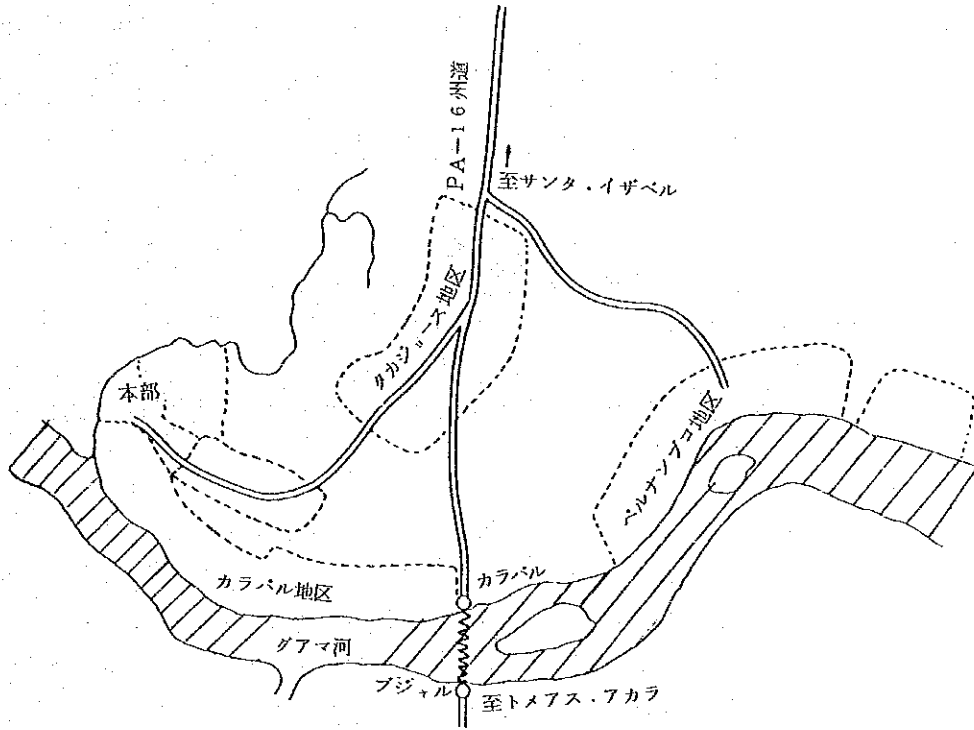 PA-16州道
至サンタ・イザベル
タカジョース地区
本部
ペルナンブコ地区
カラパル地区
カラパル
グアマ河
ブジャル
至トメアス・アカラ